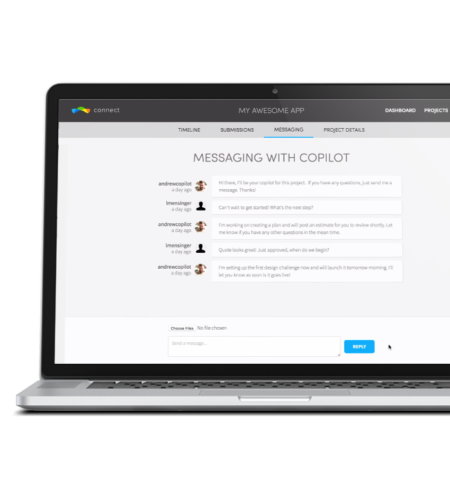 connect
MY AWESOME APP
DASHBOARD PROJECTS
TIMELINE SUBMISSIONS MESSAGING PROJECT DETAILS
MESSAGING WITH COPILOT
andrewcopilot
a day ago
Hi there, I'll be your copilot for this project. If you have any questions, just send me a
message. Thanks!
lmensinger
a day ago
Can't wait to get started! What's the next step?
andrewcopilot
a day ago
I'm working on creating a plan and will post an estimate for you to review shortly. Let
me know if you have any other questions in the mean time.
lmensinger
a day ago
Quote looks great! Just approved, when do we begin?
andrewcopilot
a day ago
I'm setting up the first design challenge now and will launch it tomorrow morning. I'll
let you know as soon is it goes live!
Choose Files No file chosen
Send a message...
REPLY